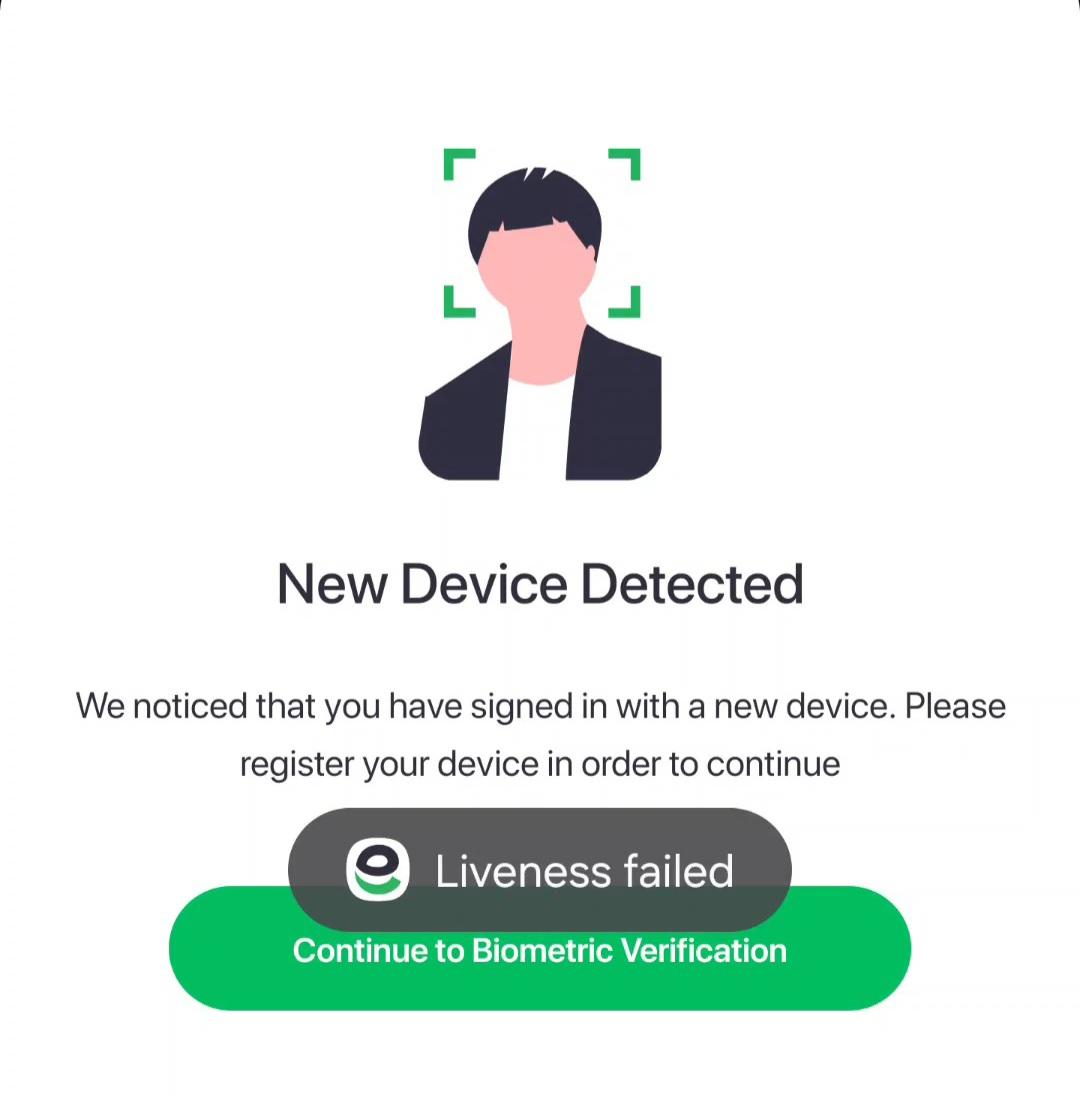 New Device Detected
We noticed that you have signed in with a new device. Please
register your device in order to continue
Liveness failed
Continue to Biometric Verification